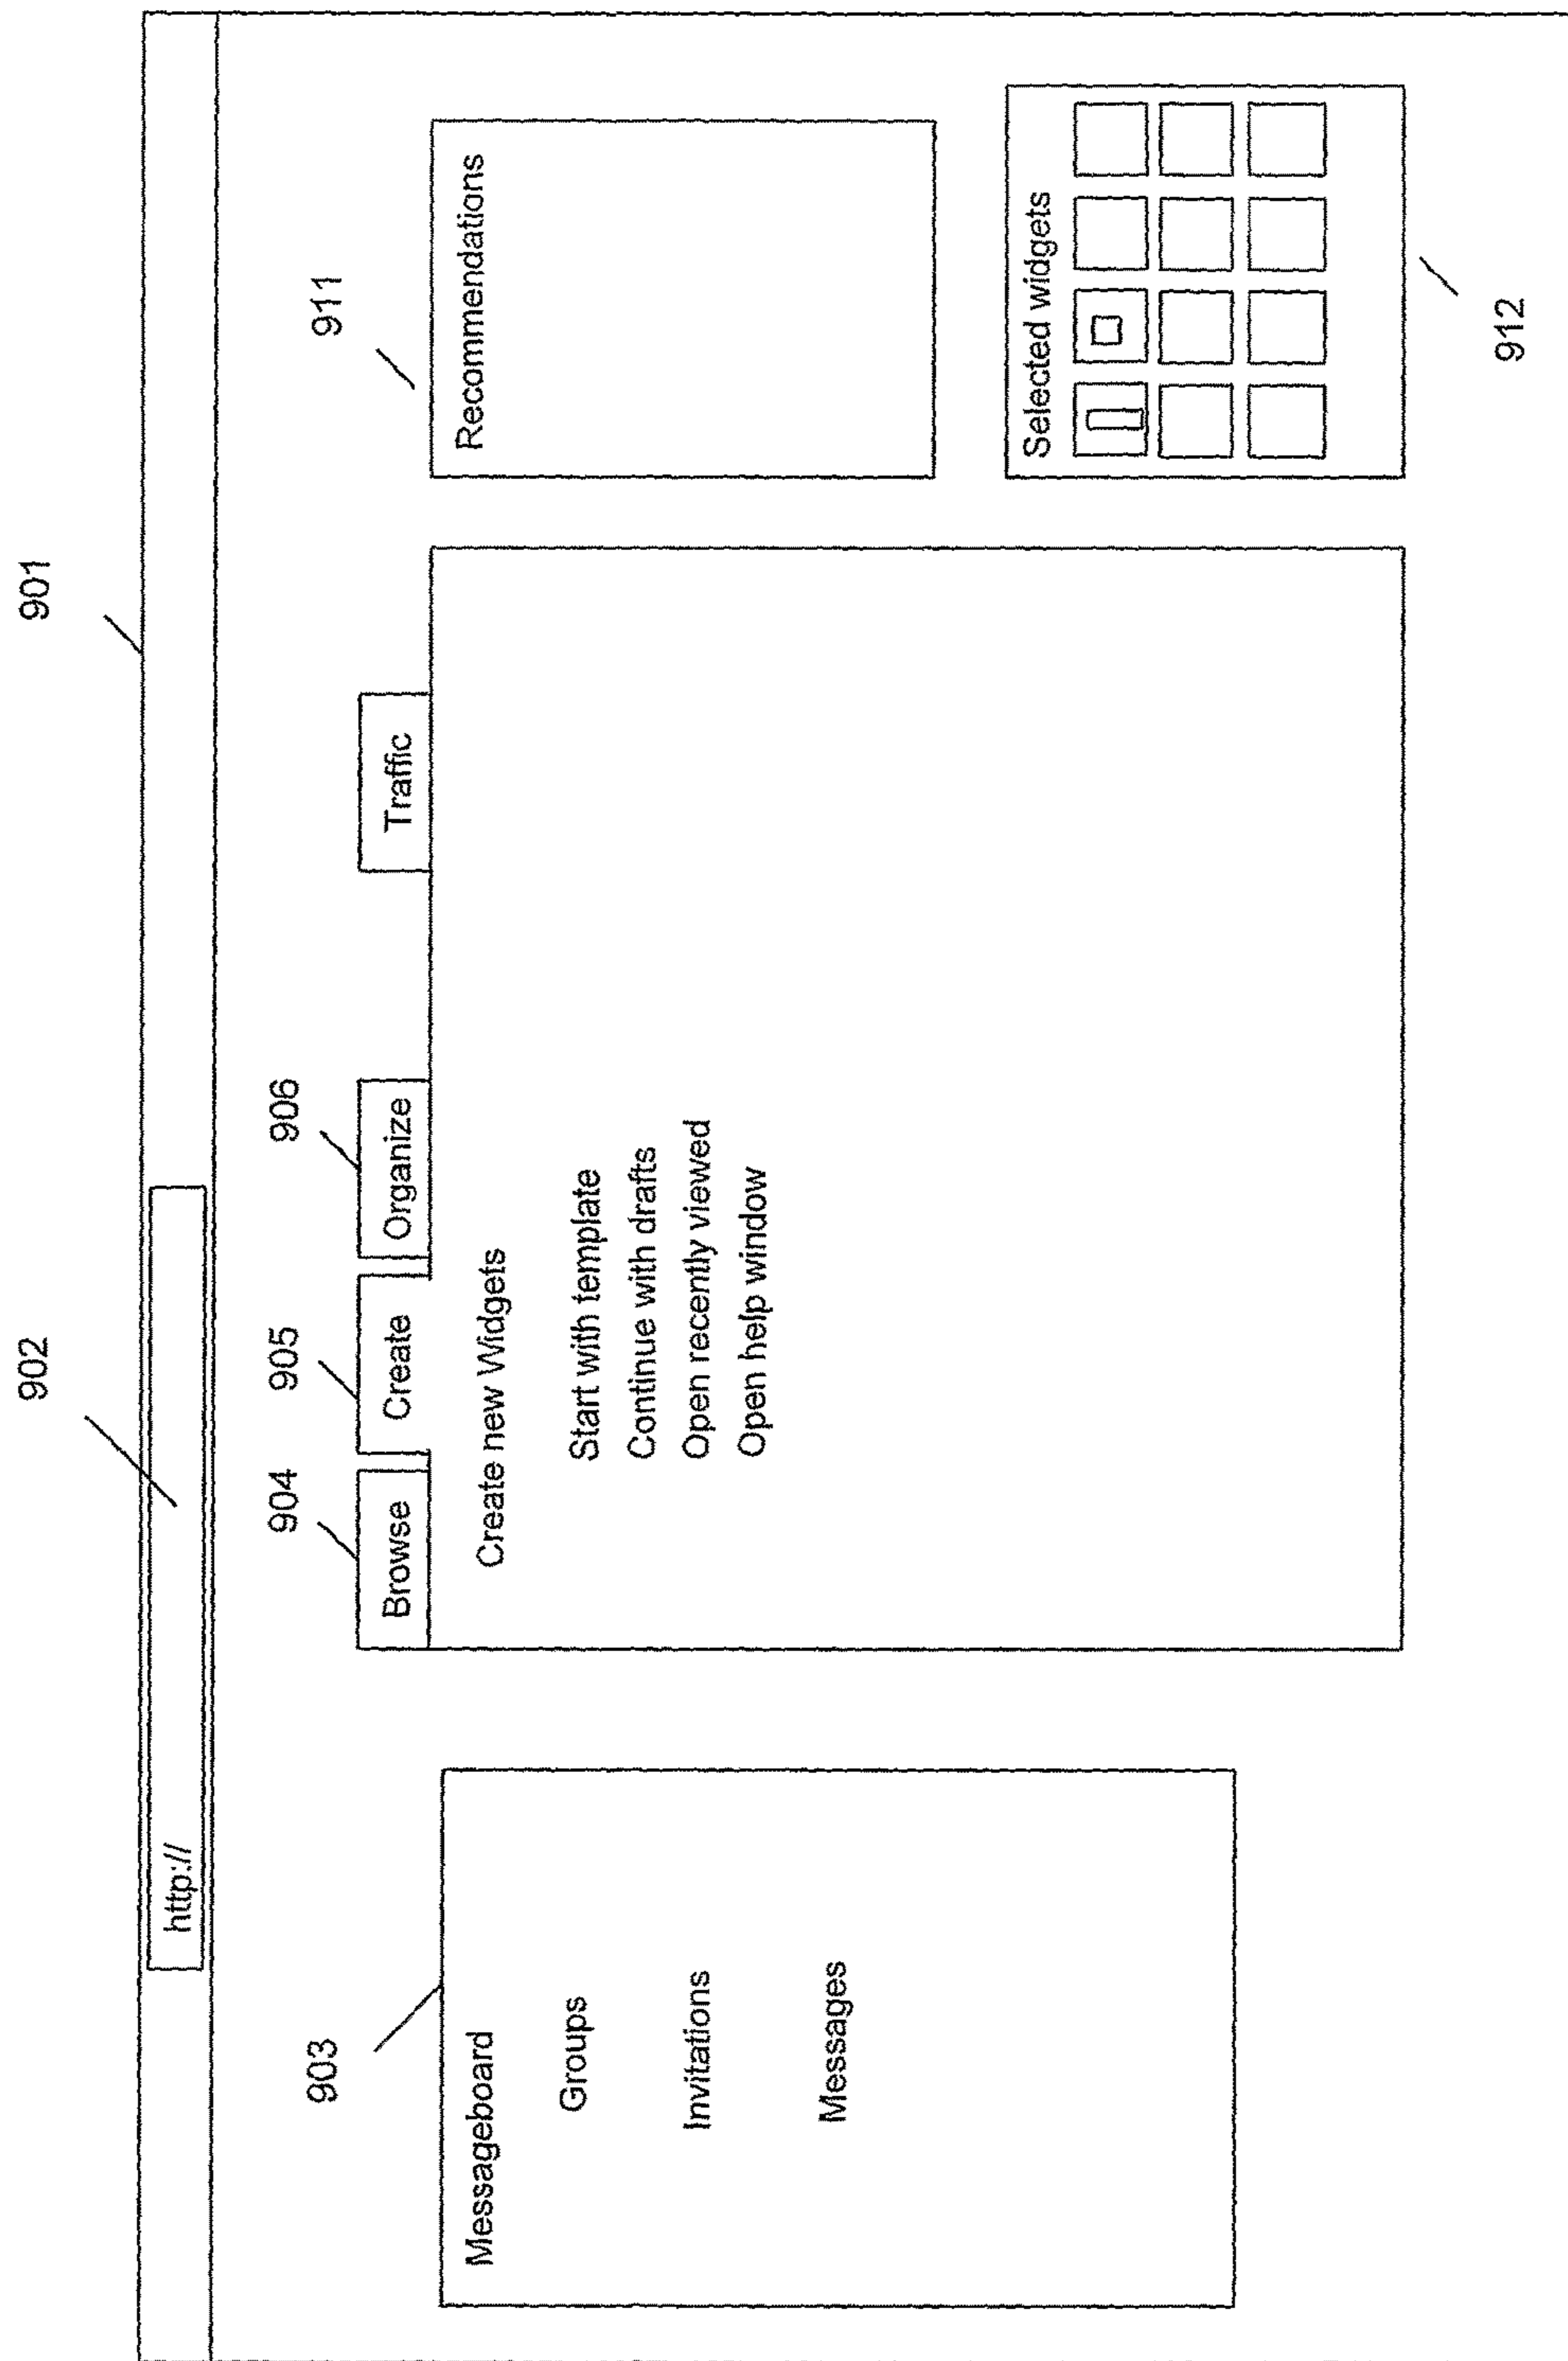 902
901
http://
903
904
905
906
911
Browse
Create
Organize
Traffic
Messageboard
Groups
Invitations
Messages
Create new Widgets
Start with template
Continue with drafts
Open recently viewed
Open help window
Recommendations
Selected widgets
912